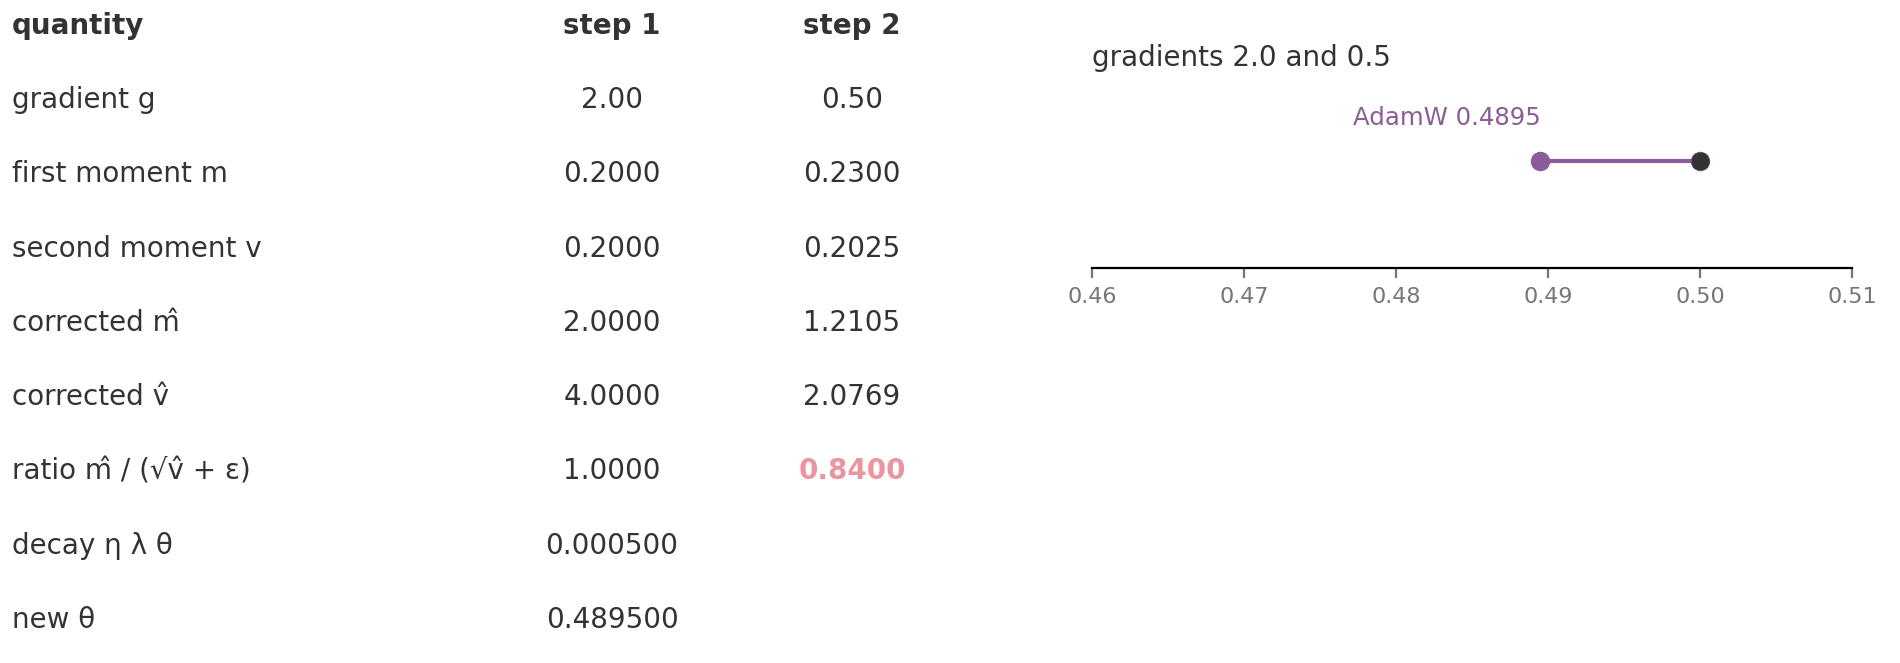 quantity step 1 step 2
gradients 2.0 and 0.5
gradient g 2.00 0.50
AdamW 0.4895
first moment m 0.2000 0.2300
second moment v 0.2000 0.2025
0.46 0.47 0.48 0.49 0.50 0.51
corrected m̂ 2.0000 1.2105
corrected v̂ 4.0000 2.0769
ratio m̂ / (√v̂ + ε) 1.0000 0.8400
decay η λ θ 0.000500
new θ 0.489500